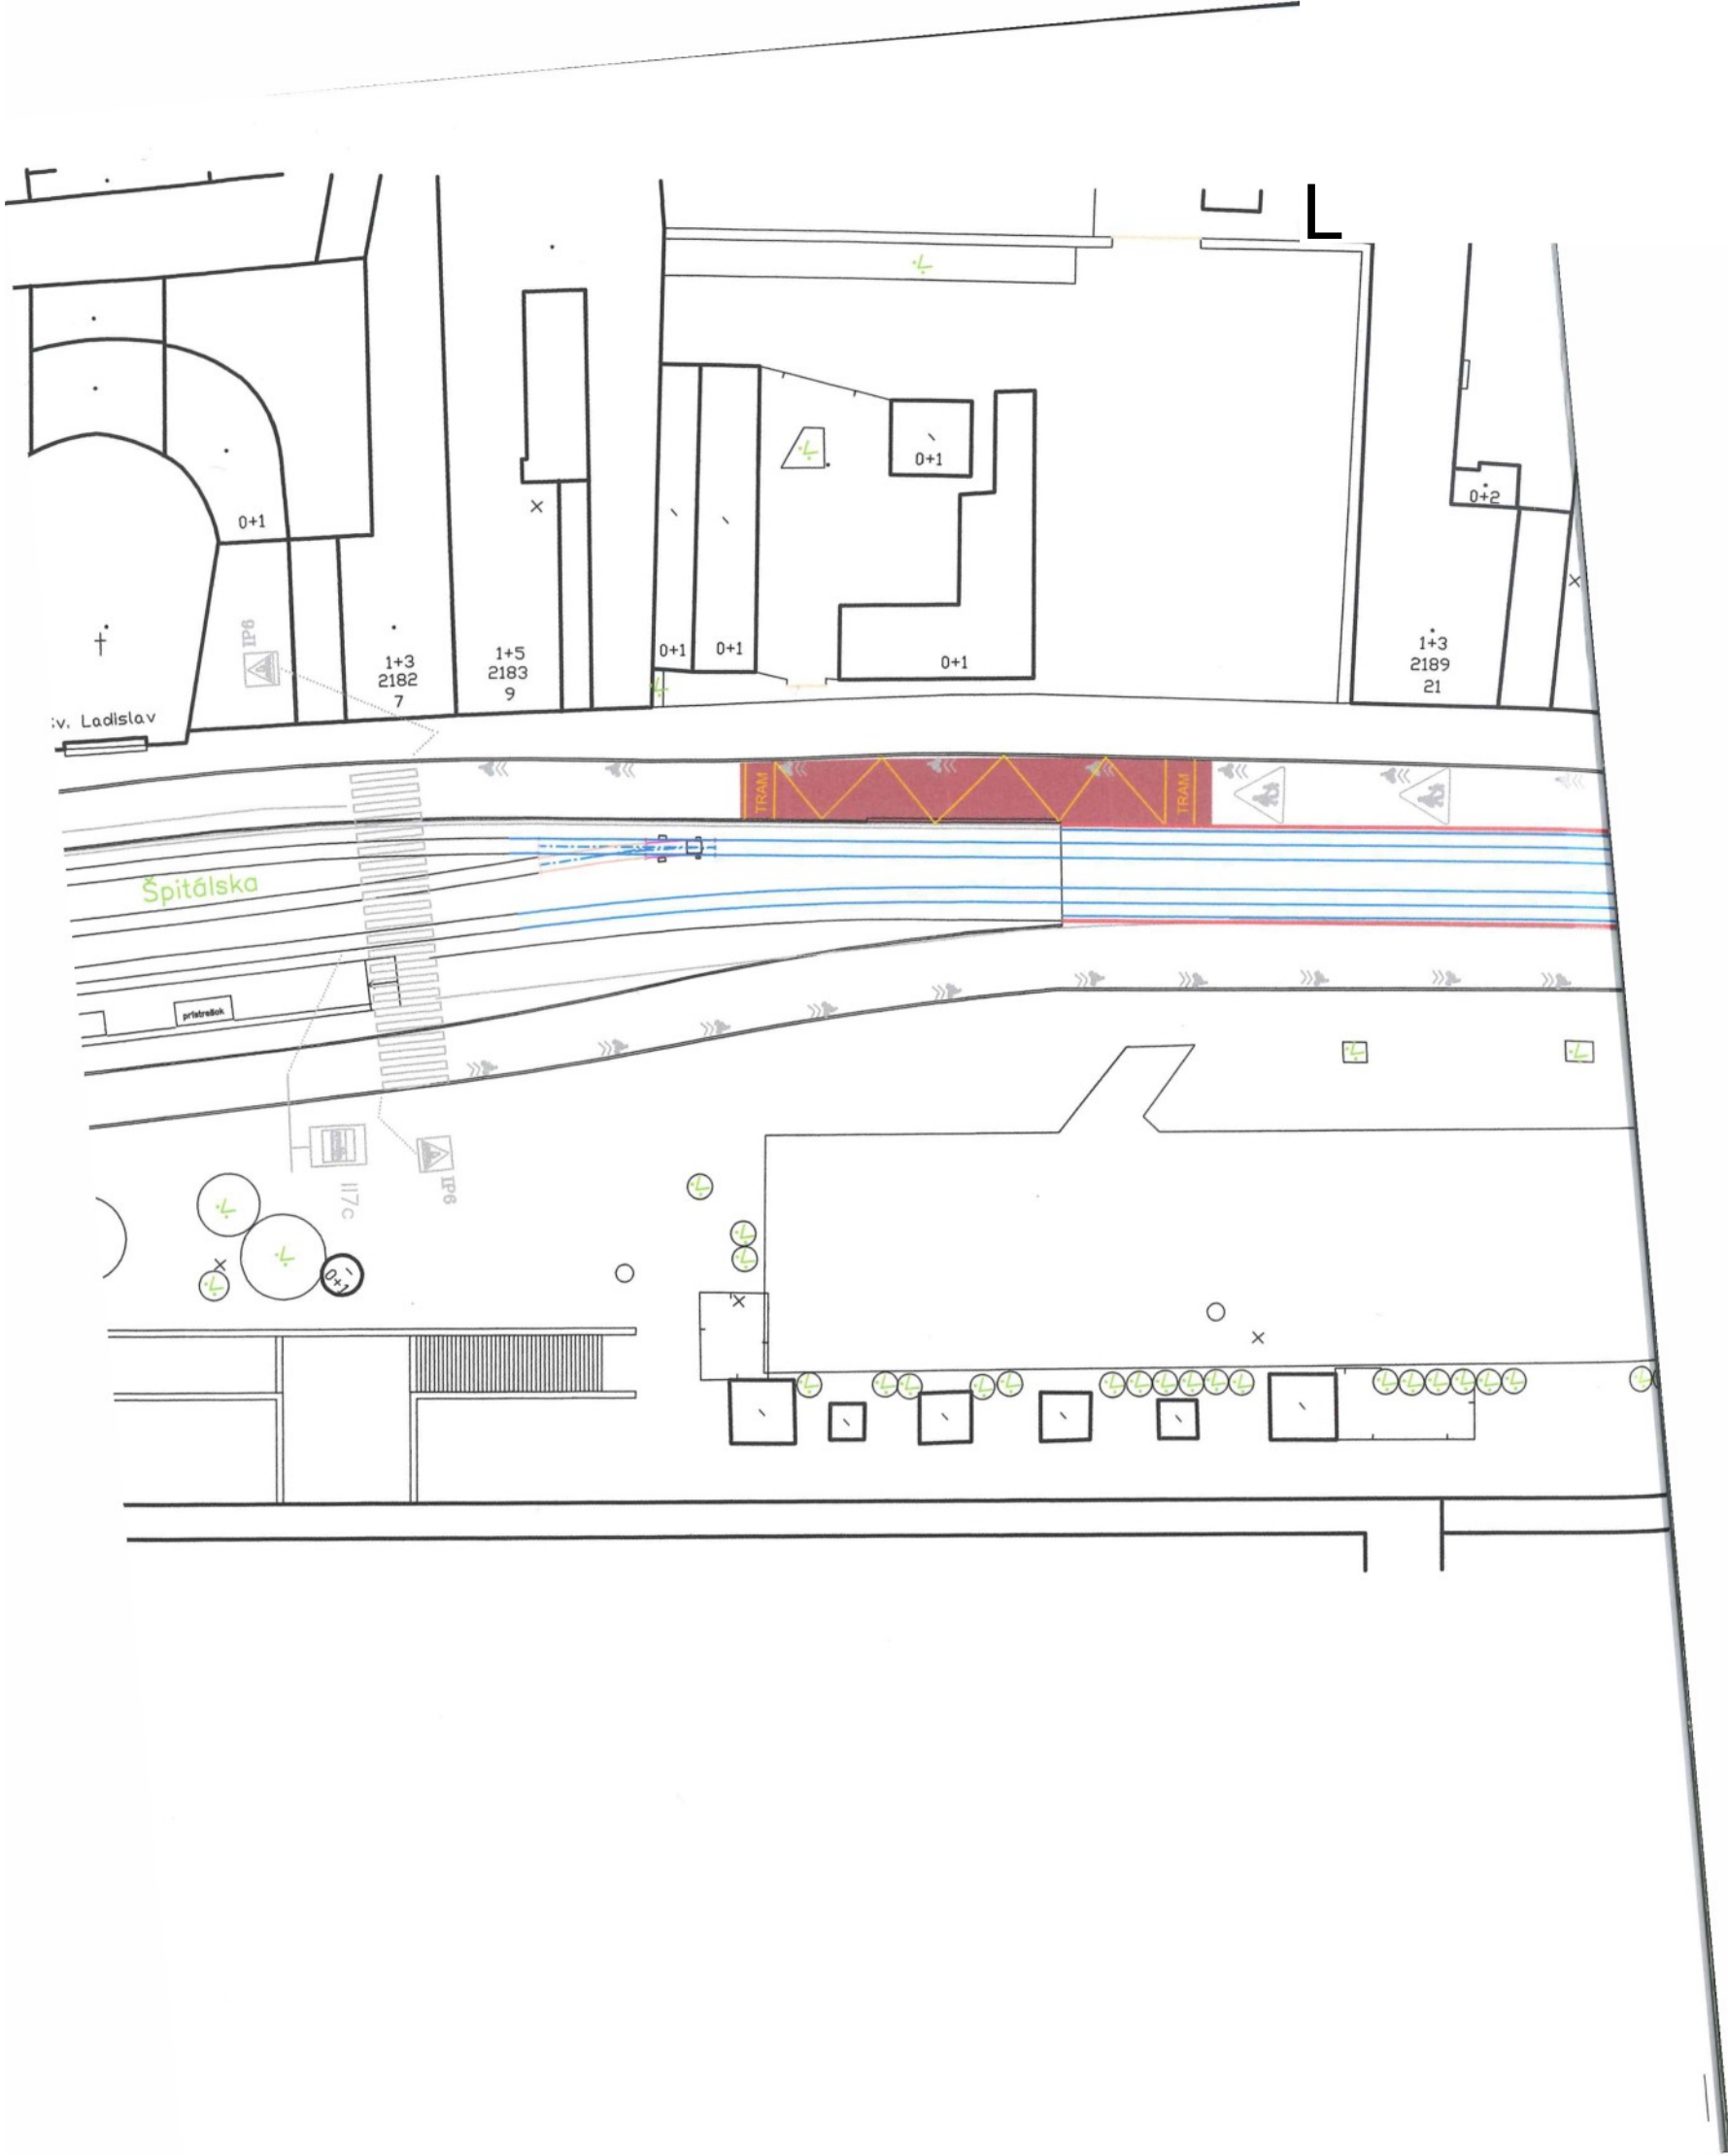 L
0+1
0+1
0+2
IP6
1+3
2182
7
1+5
2183
9
0+1
0+1
0+1
1+3
2189
21
v. Ladislav
TRAM
TRAM
Špitálska
prístrešok
II7c
IP6
0+1